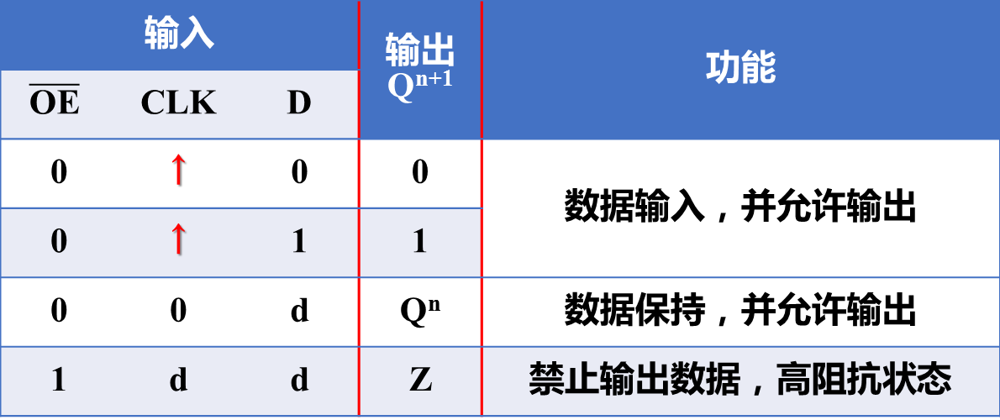 输入 输出 功能
Qⁿ⁺¹
O̅E̅ CLK D
0 ↑ 0 0 数据输入，并允许输出
0 ↑ 1 1
0 0 d Qⁿ 数据保持，并允许输出
1 d d Z 禁止输出数据，高阻抗状态